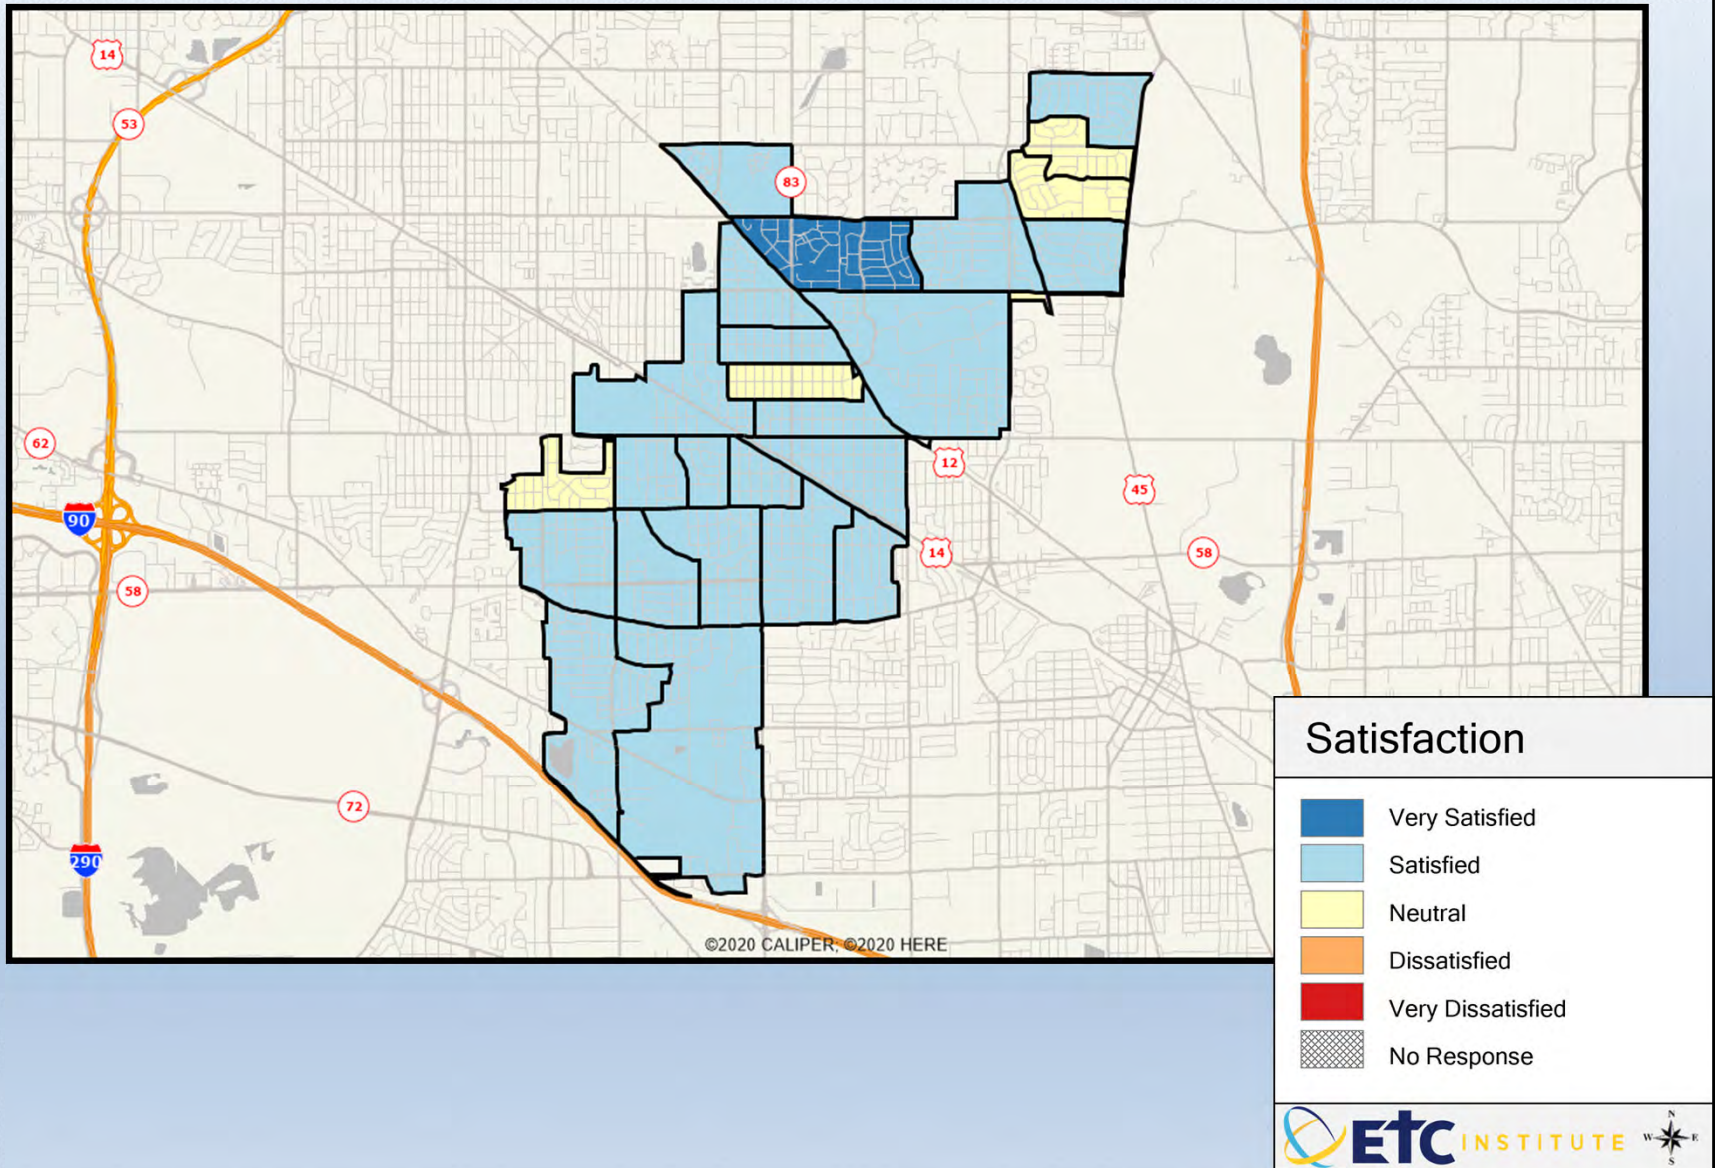 14
53
83
62
12
45
90
14
58
58
72
290
©2020 CALIPER; ©2020 HERE
Satisfaction
Very Satisfied
Satisfied
Neutral
Dissatisfied
Very Dissatisfied
No Response
ETC INSTITUTE
N
W E
S